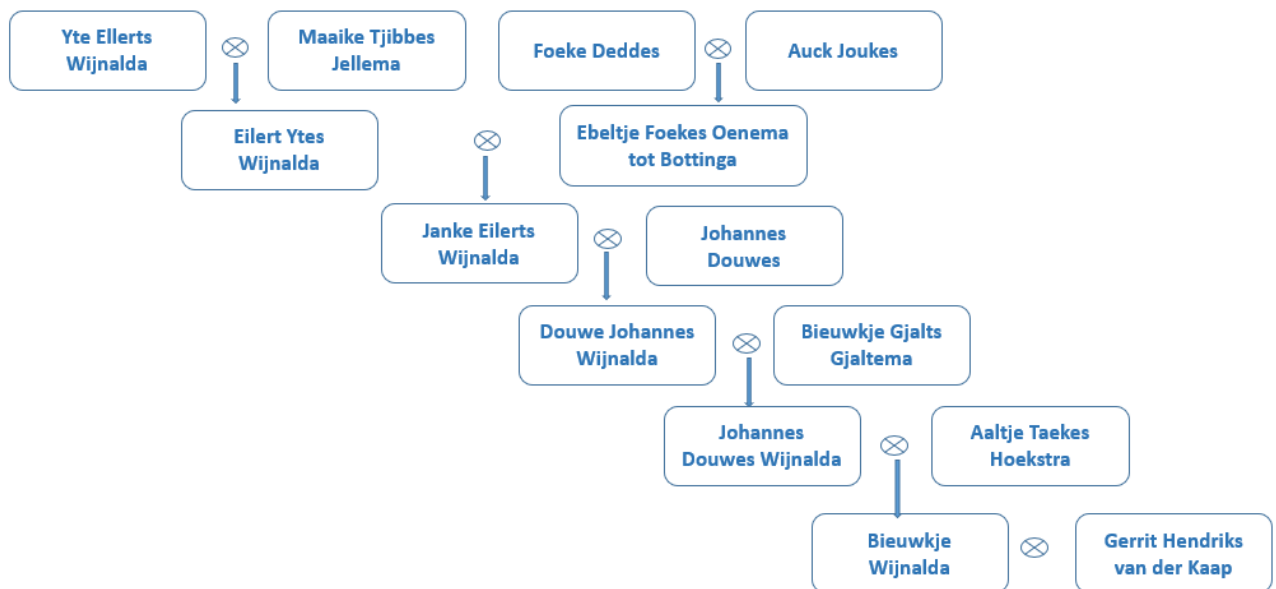 Yte Ellerts
Wijnalda
Maaike Tjibbes
Jellema
Foeke Deddes
Auck Joukes
Eilert Ytes
Wijnalda
Ebeltje Foekes Oenema
tot Bottinga
Janke Eilerts
Wijnalda
Johannes
Douwes
Douwe Johannes
Wijnalda
Bieuwkje Gjalts
Gjaltema
Johannes
Douwes Wijnalda
Aaltje Taekes
Hoekstra
Bieuwkje
Wijnalda
Gerrit Hendriks
van der Kaap